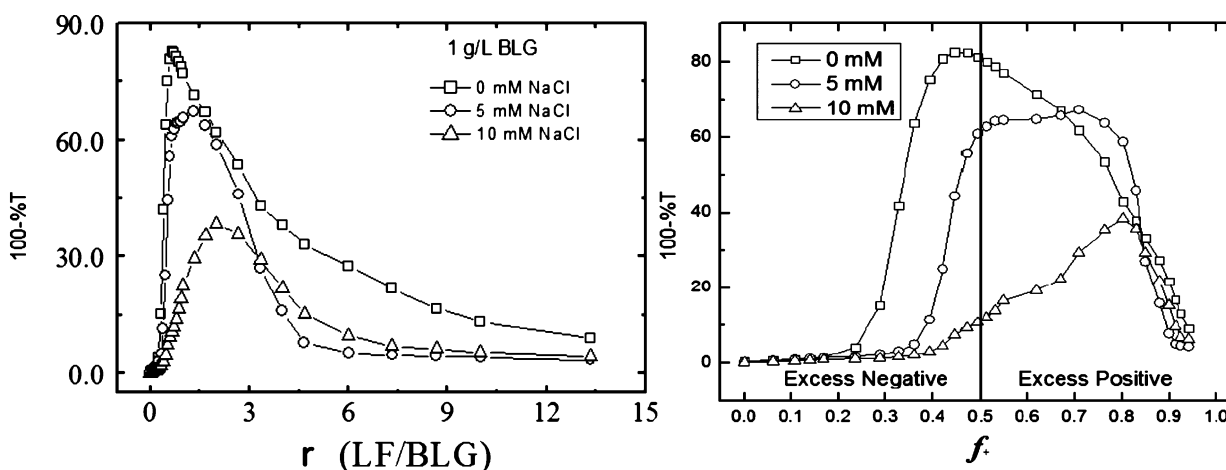 90.0
60.0
30.0
0.0
100-%T
1 g/L BLG
0 mM NaCl
5 mM NaCl
10 mM NaCl
0 3 6 9 12 15
r (LF/BLG)
80
60
40
20
0
100-%T
0 mM
5 mM
10 mM
Excess Negative Excess Positive
0.0 0.1 0.2 0.3 0.4 0.5 0.6 0.7 0.8 0.9 1.0
f+